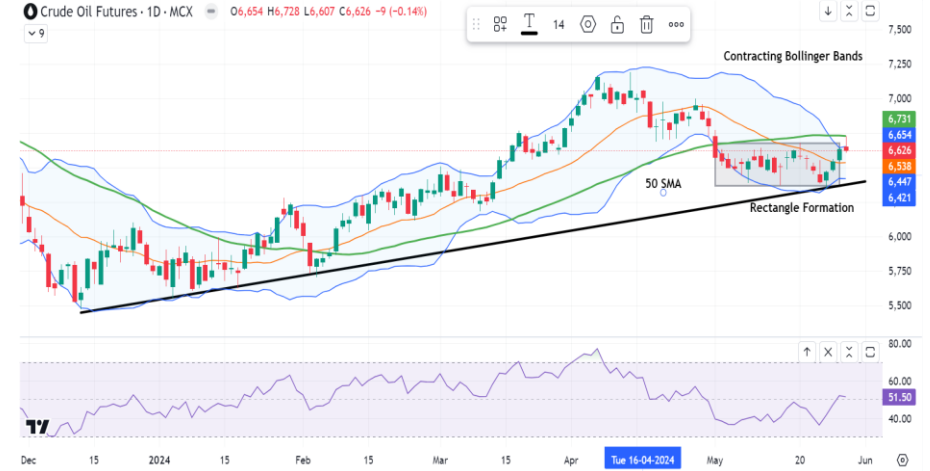 Crude Oil Futures · 1D · MCX O6,654 H6,728 L6,607 C6,626 -9 (-0.14%)
9
T 14
Contracting Bollinger Bands
7,500
7,250
7,000
6,731
6,654
6,626
6,538
6,447
6,421
50 SMA
Rectangle Formation
6,000
5,750
5,500
80.00
60.00
51.50
40.00
Dec 15 2024 15 Feb 15 Mar 15 Apr Tue 16-04-2024 May 20 Jun